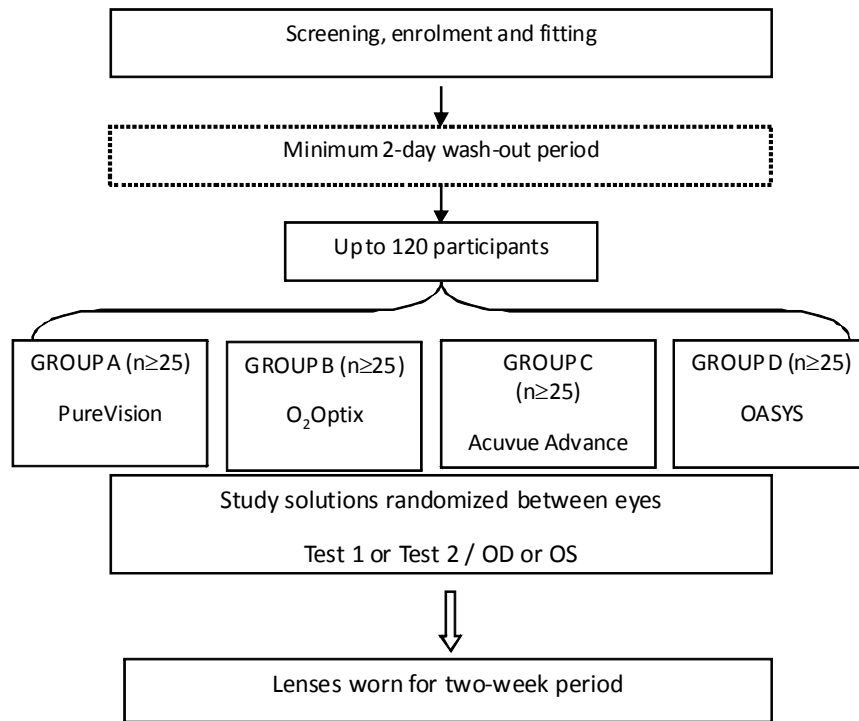 Screening, enrolment and fitting
Minimum 2-day wash-out period
Up to 120 participants
GROUP A (n≥25)
PureVision
GROUP B (n≥25)
O₂Optix
GROUP C
(n≥25)
Acuvue Advance
GROUP D (n≥25)
OASYS
Study solutions randomized between eyes
Test 1 or Test 2 / OD or OS
Lenses worn for two-week period